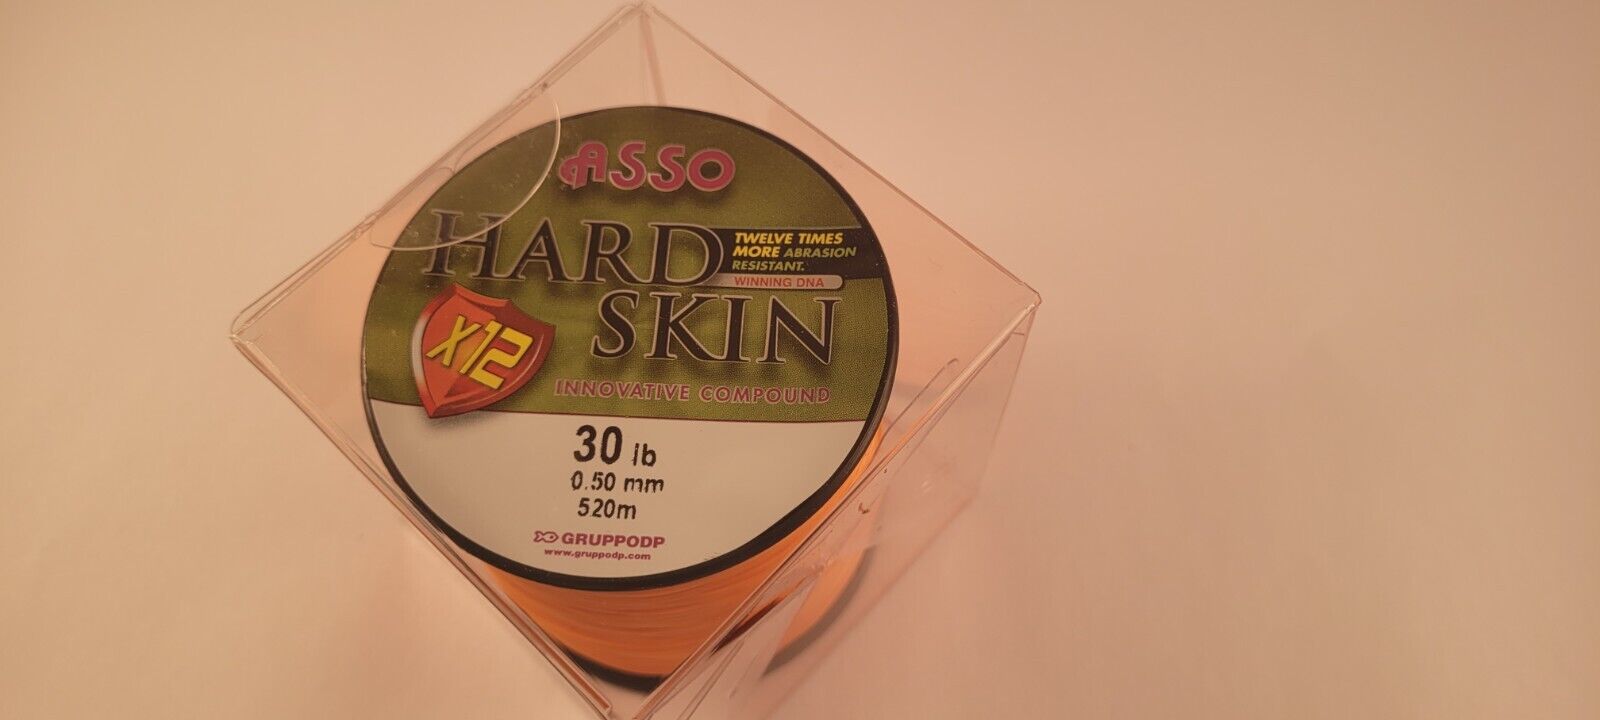 ASSO
HARD
TWELVE TIMES
MORE ABRASION
RESISTANT.
WINNING DNA
SKIN
X12
INNOVATIVE COMPOUND
30 lb
0.50 mm
520m
GRUPPODP
www.gruppodp.com